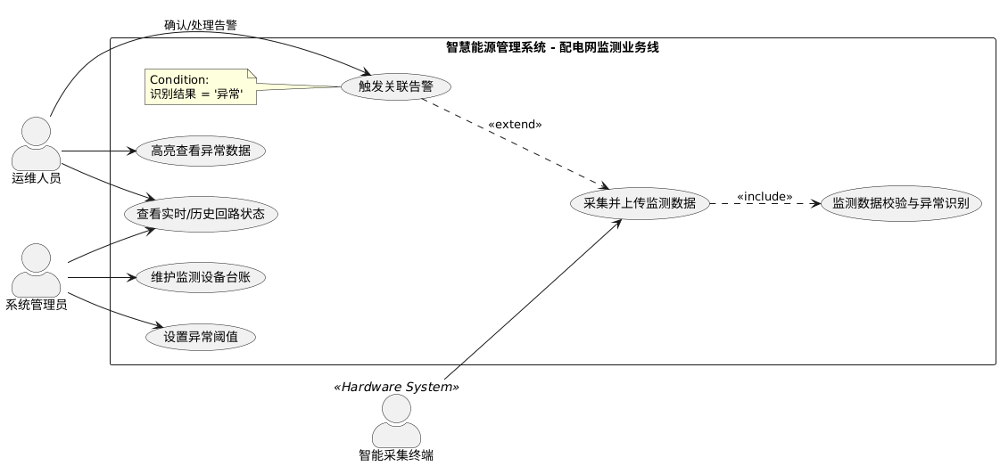 确认/处理告警
智慧能源管理系统 - 配电网监测业务线
Condition:
识别结果 = '异常'
触发关联告警
«extend»
运维人员
高亮查看异常数据
查看实时/历史回路状态
采集并上传监测数据
«include»
监测数据校验与异常识别
系统管理员
维护监测设备台账
设置异常阈值
«Hardware System»
智能采集终端